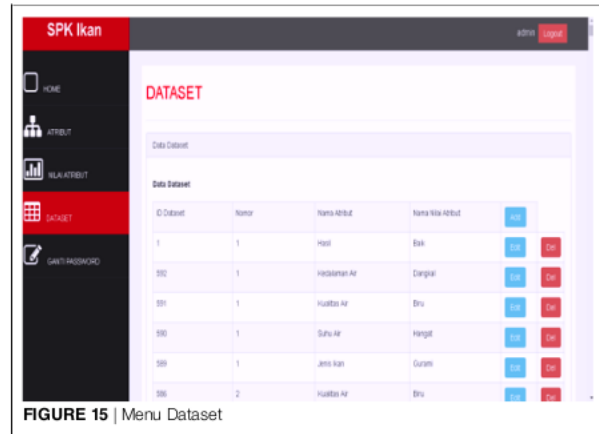 SPK Ikan
admin Logout
HOME
ATRIBUT
NILAI ATRIBUT
DATASET
GANTI PASSWORD
DATASET
Data Dataset
Data Dataset
ID Dataset Nomor Nama Atribut Nama Nilai Atribut Add
1 1 Hasil Baik Edit Del
592 1 Kedalaman Air Dangkal Edit Del
591 1 Kualitas Air Biru Edit Del
590 1 Suhu Air Hangat Edit Del
589 1 Jenis Ikan Gurami Edit Del
586 2 Kualitas Air Biru Edit Del
FIGURE 15 | Menu Dataset